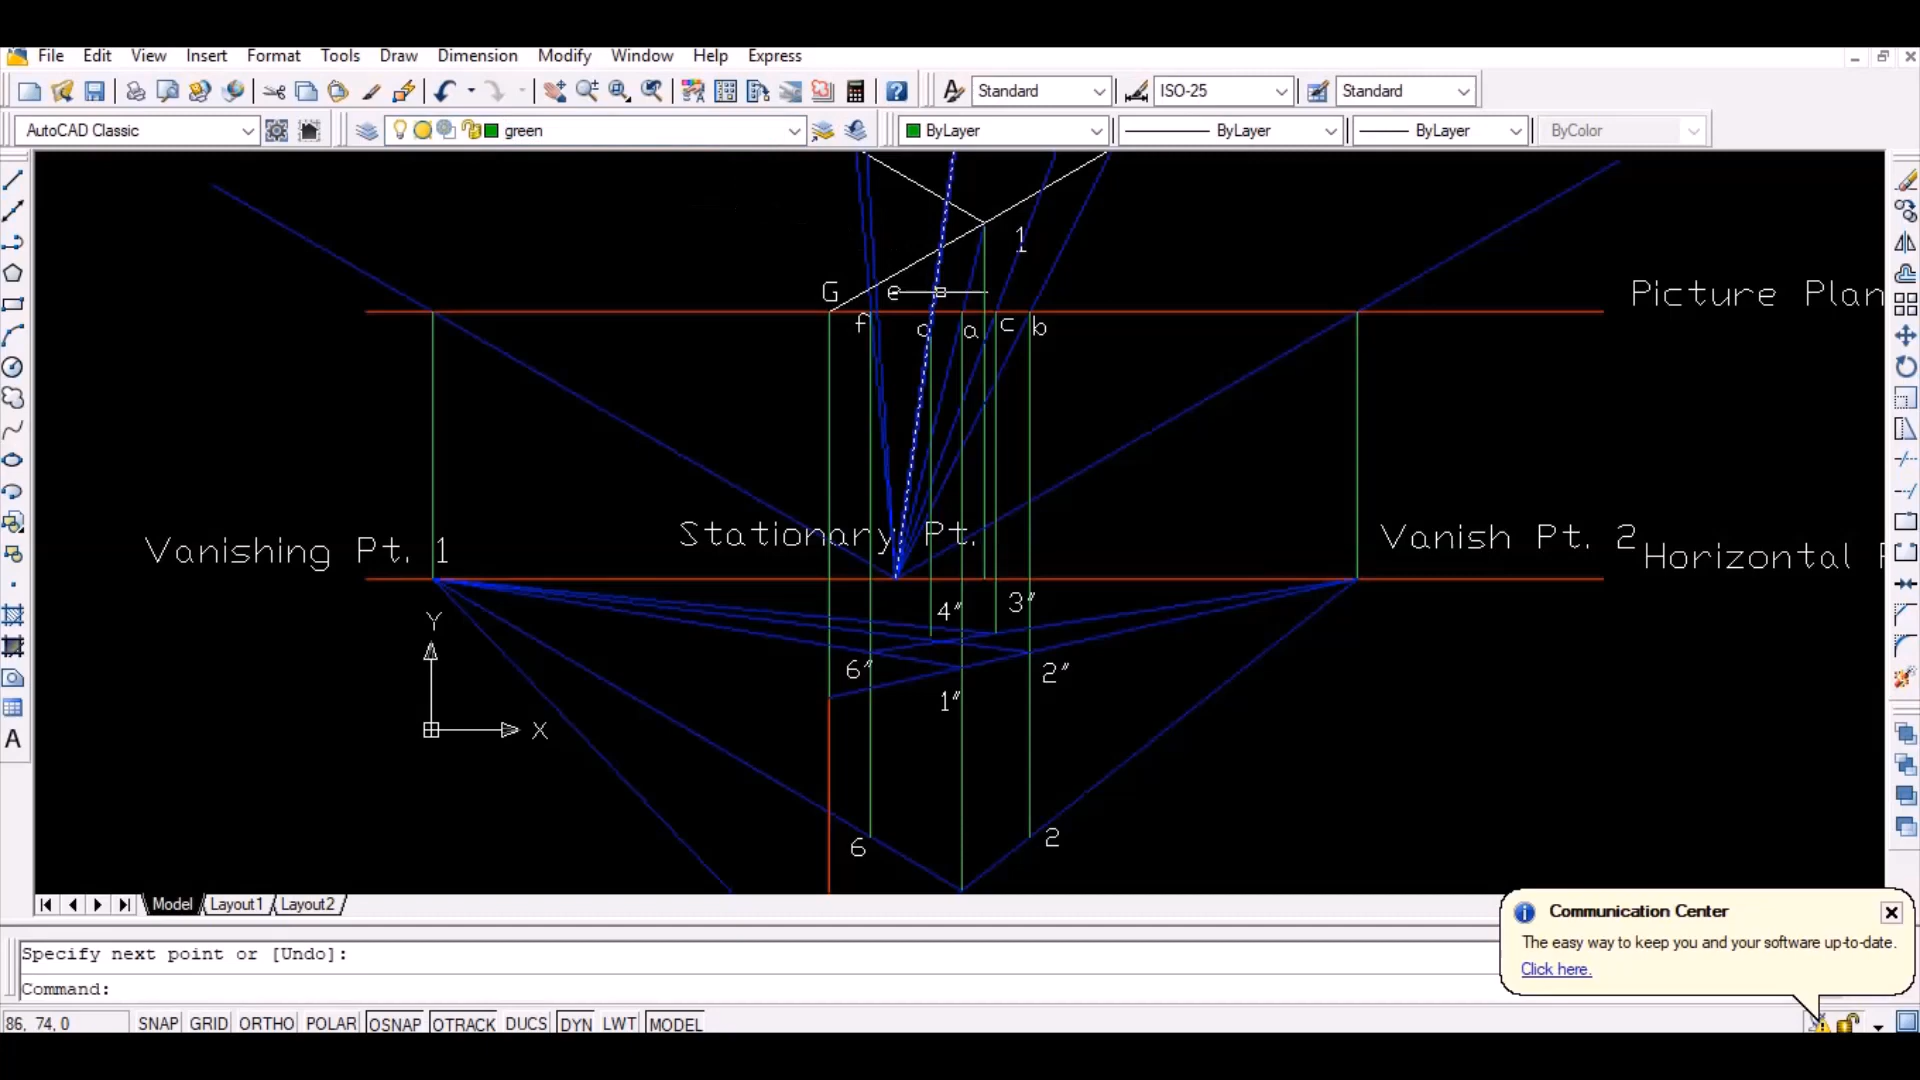 File Edit View Insert Format Tools Draw Dimension Modify Window Help Express
Standard ISO-25 Standard
AutoCAD Classic green ByLayer ByLayer ByLayer ByColor
1
G e Picture Plan
f a c b
Stationary Pt. Vanish Pt. 2
Vanishing Pt. 1 Horizontal
4" 3"
Y
6" 2"
1"
X
6 2
A
Model Layout1 Layout2
Communication Center
The easy way to keep you and your software up-to-date.
Click here.
Specify next point or [Undo]:
Command:
86, 74,0 SNAP GRID ORTHO POLAR OSNAP OTRACK DUCS DYN LWT MODEL